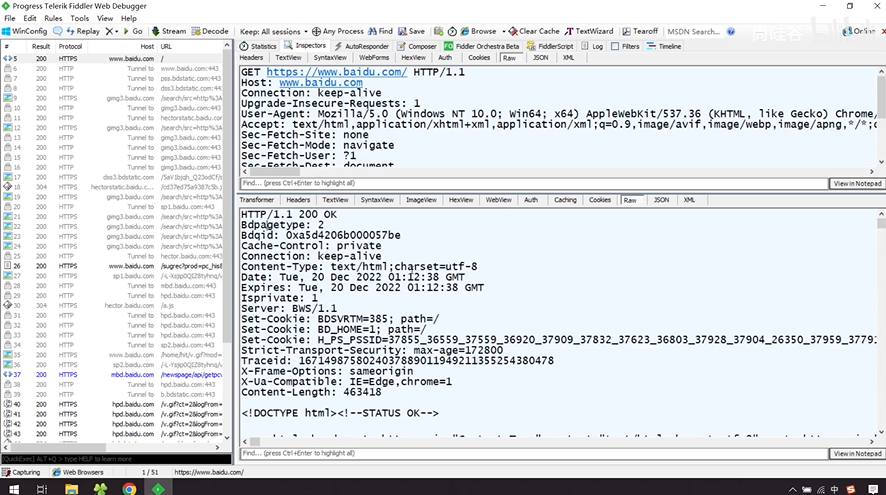 Progress Telerik Fiddler Web Debugger
File Edit Rules Tools View Help
WinConfig Replay Go Stream Decode Keep: All sessions Any Process Find Save Browse Clear Cache TextWizard Tearoff MSDN Search... Online
# Result Protocol Host URL
5 200 HTTPS www.baidu.com /
6 200 HTTP Tunnel to www.baidu.com:443
7 200 HTTP Tunnel to pss.bdstatic.com:443
8 200 HTTP Tunnel to dss3.bdstatic.com:443
9 200 HTTPS gimg3.baidu.com /search/src=http%3A
10 200 HTTP Tunnel to gimg3.baidu.com:443
11 200 HTTP Tunnel to hectorstatic.baidu.com:
12 200 HTTPS gimg3.baidu.com /search/src=http%3A
13 200 HTTP Tunnel to gimg3.baidu.com:443
14 200 HTTP Tunnel to gimg3.baidu.com:443
15 200 HTTP Tunnel to gimg3.baidu.com:443
16 200 HTTP Tunnel to gimg3.baidu.com:443
17 200 HTTPS dss3.bdstatic.com
18 304 HTTPS hectorstatic.baidu.c... /cd37ed75a9387c5b.j
19 200 HTTPS gimg3.baidu.com /search/src=http%3A
20 200 HTTPS gimg3.baidu.com /search/src=http%3A
21 200 HTTPS gimg3.baidu.com /search/src=http%3A
22 200 HTTPS gimg3.baidu.com /search/src=http%3A
23 200 HTTPS gimg3.baidu.com /search/src=http%3A
24 200 HTTPS gimg3.baidu.com /search/src=http%3A
25 200 HTTP Tunnel to www.baidu.com:443
26 200 HTTPS www.baidu.com /sugrec?prod=pc_his&
27 200 HTTPS sp1.baidu.com
28 200 HTTP Tunnel to mbd.baidu.com:443
29 200 HTTP Tunnel to hector.baidu.com:443
30 304 HTTPS hector.baidu.com /a.js
31 200 HTTP Tunnel to hpd.baidu.com:443
32 200 HTTP Tunnel to hpd.baidu.com:443
33 200 HTTP Tunnel to hpd.baidu.com:443
34 200 HTTP Tunnel to sp2.baidu.com:443
35 200 HTTPS www.baidu.com /home/hit/v.gif?mod=
36 200 HTTPS sp2.baidu.com
37 200 HTTPS mbd.baidu.com /newspage/api/getpcv
40 200 HTTPS hpd.baidu.com /v.gif?ct=2&logFrom=
41 200 HTTPS hpd.baidu.com /v.gif?ct=2&logFrom=
42 200 HTTPS hpd.baidu.com /v.gif?ct=2&logFrom=
43 200 HTTPS hpd.baidu.com /v.gif?ct=2&logFrom=
[QuickExec] ALT+Q > type HELP to learn more
Capturing Web Browsers 1 / 51 https://www.baidu.com/
Statistics Inspectors AutoResponder Composer Fiddler Orchestra Beta FiddlerScript Log Filters Timeline
Headers TextView SyntaxView WebForms HexView Auth Cookies Raw JSON XML
GET https://www.baidu.com/ HTTP/1.1
Host: www.baidu.com
Connection: keep-alive
Upgrade-Insecure-Requests: 1
User-Agent: Mozilla/5.0 (Windows NT 10.0; Win64; x64) AppleWebKit/537.36 (KHTML, like Gecko) Chrome/
Accept: text/html,application/xhtml+xml,application/xml;q=0.9,image/avif,image/webp,image/apng,*/*;
Sec-Fetch-Site: none
Sec-Fetch-Mode: navigate
Sec-Fetch-User: ?1
Sec-Fetch-Dest: document
Find... (press Ctrl+Enter to highlight all) View in Notepad
Transformer Headers TextView SyntaxView ImageView HexView WebView Auth Caching Cookies Raw JSON XML
HTTP/1.1 200 OK
Bdpagetype: 2
Bdqid: 0xa5d4206b000057be
Cache-Control: private
Connection: keep-alive
Content-Type: text/html;charset=utf-8
Date: Tue, 20 Dec 2022 01:12:38 GMT
Expires: Tue, 20 Dec 2022 01:12:38 GMT
Isprivate: 1
Server: BWS/1.1
Set-Cookie: BDSVRTM=385; path=/
Set-Cookie: BD_HOME=1; path=/
Set-Cookie: H_PS_PSSID=37855_36559_37559_36920_37909_37832_37623_36803_37928_37904_26350_37959_3779
Strict-Transport-Security: max-age=172800
Traceid: 1671498758024037889011949211355254380478
X-Frame-Options: sameorigin
X-Ua-Compatible: IE=Edge,chrome=1
Content-Length: 463418
<!DOCTYPE html><!--STATUS OK-->
Find... (press Ctrl+Enter to highlight all) View in Notepad
中